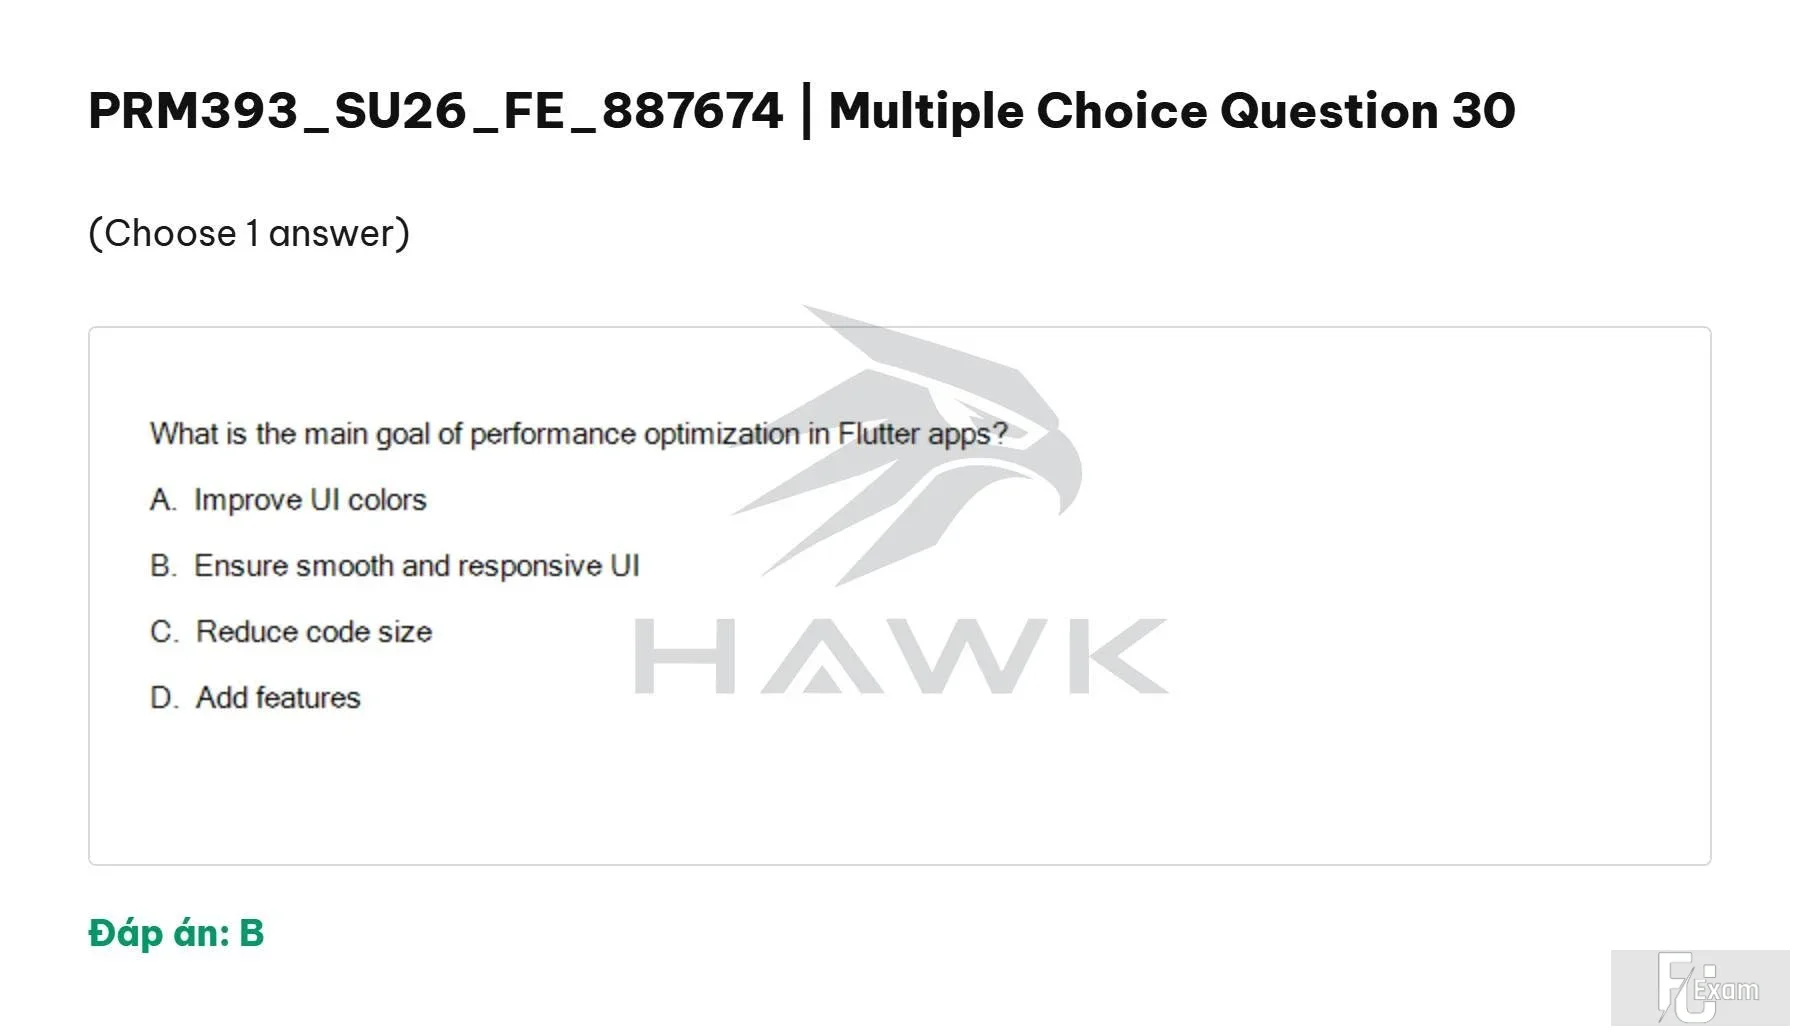 PRM393_SU26_FE_887674 | Multiple Choice Question 30
(Choose 1 answer)
What is the main goal of performance optimization in Flutter apps?
A. Improve UI colors
B. Ensure smooth and responsive UI
C. Reduce code size
D. Add features
HAWK
Đáp án: B
FU Exam